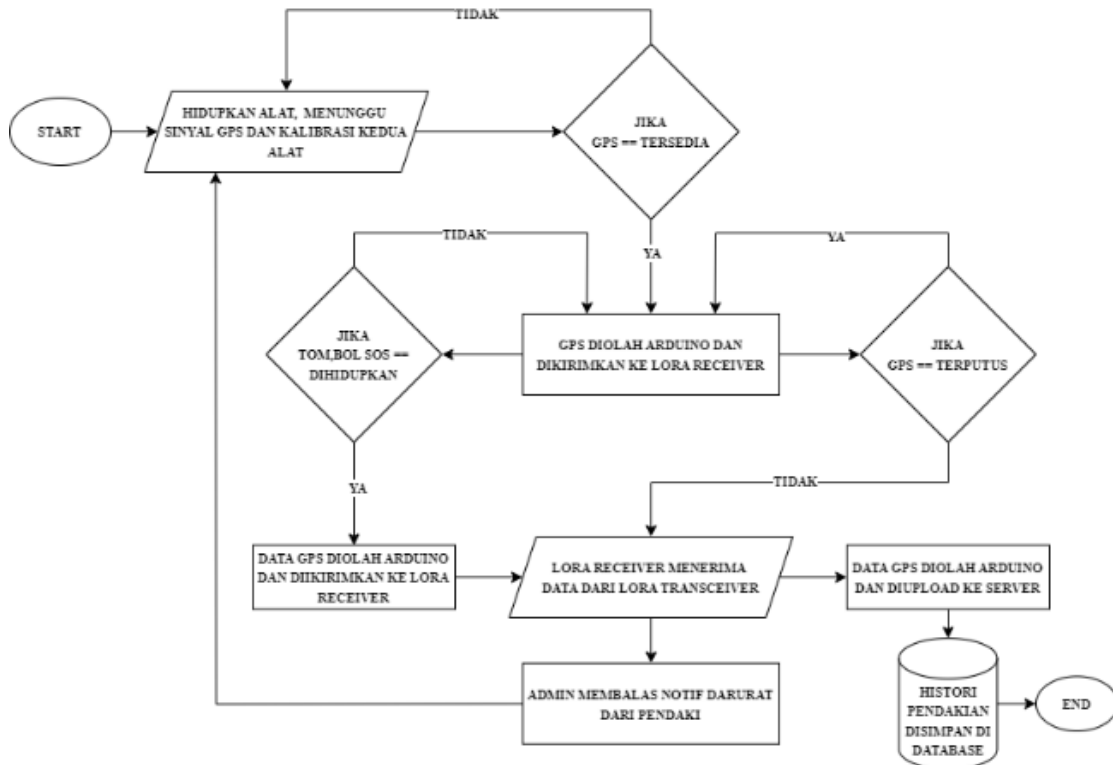 TIDAK
START
HIDUPKAN ALAT, MENUNGGU
SINYAL GPS DAN KALIBRASI KEDUA
ALAT
JIKA
GPS == TERSEDIA
TIDAK
YA
YA
JIKA
TOM,BOL SOS ==
DIHIDUPKAN
GPS DIOLAH ARDUINO DAN
DIKIRIMKAN KE LORA RECEIVER
JIKA
GPS == TERPUTUS
YA
TIDAK
DATA GPS DIOLAH ARDUINO
DAN DIIKIRIMKAN KE LORA
RECEIVER
LORA RECEIVER MENERIMA
DATA DARI LORA TRANSCEIVER
DATA GPS DIOLAH ARDUINO
DAN DIUPLOAD KE SERVER
ADMIN MEMBALAS NOTIF DARURAT
DARI PENDAKI
HISTORI
PENDAKIAN
DISIMPAN DI
DATABASE
END